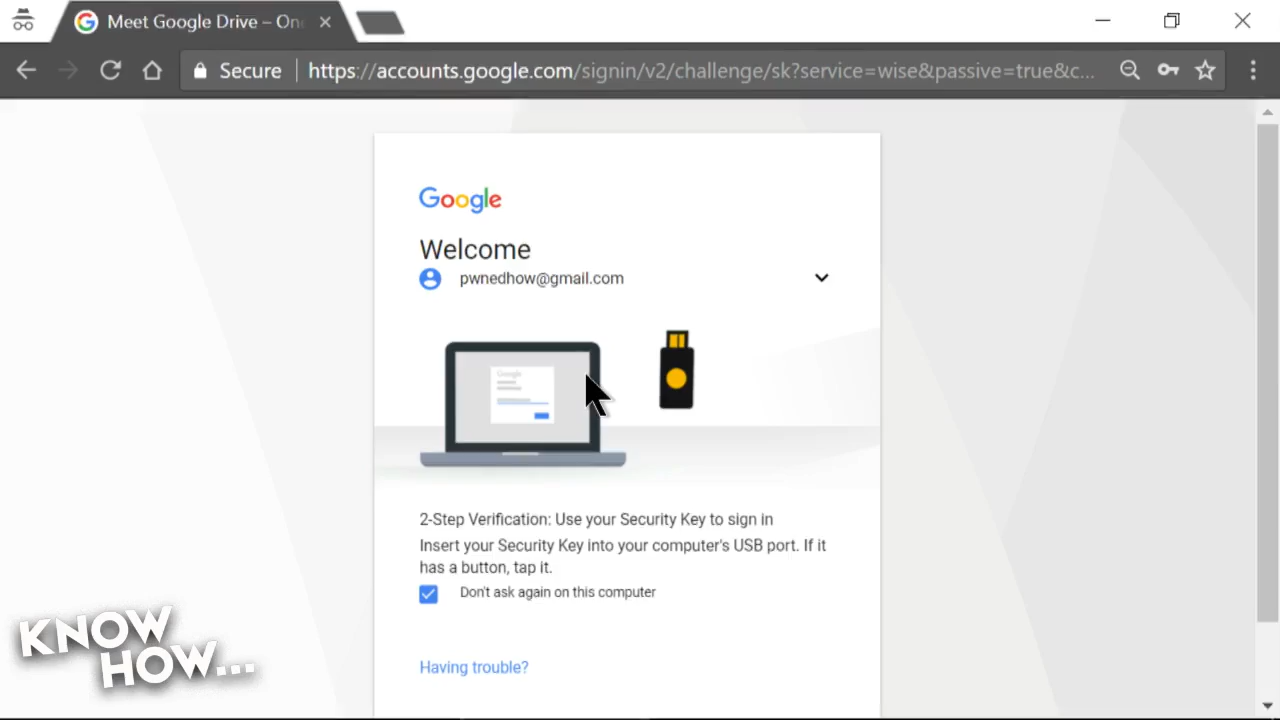 Meet Google Drive – On
Secure
https://accounts.google.com/signin/v2/challenge/sk?service=wise&passive=true&c...
Google
Welcome
pwnedhow@gmail.com
Google
2-Step Verification: Use your Security Key to sign in
Insert your Security Key into your computer's USB port. If it
has a button, tap it.
Don't ask again on this computer
Having trouble?
KNOW
HOW...